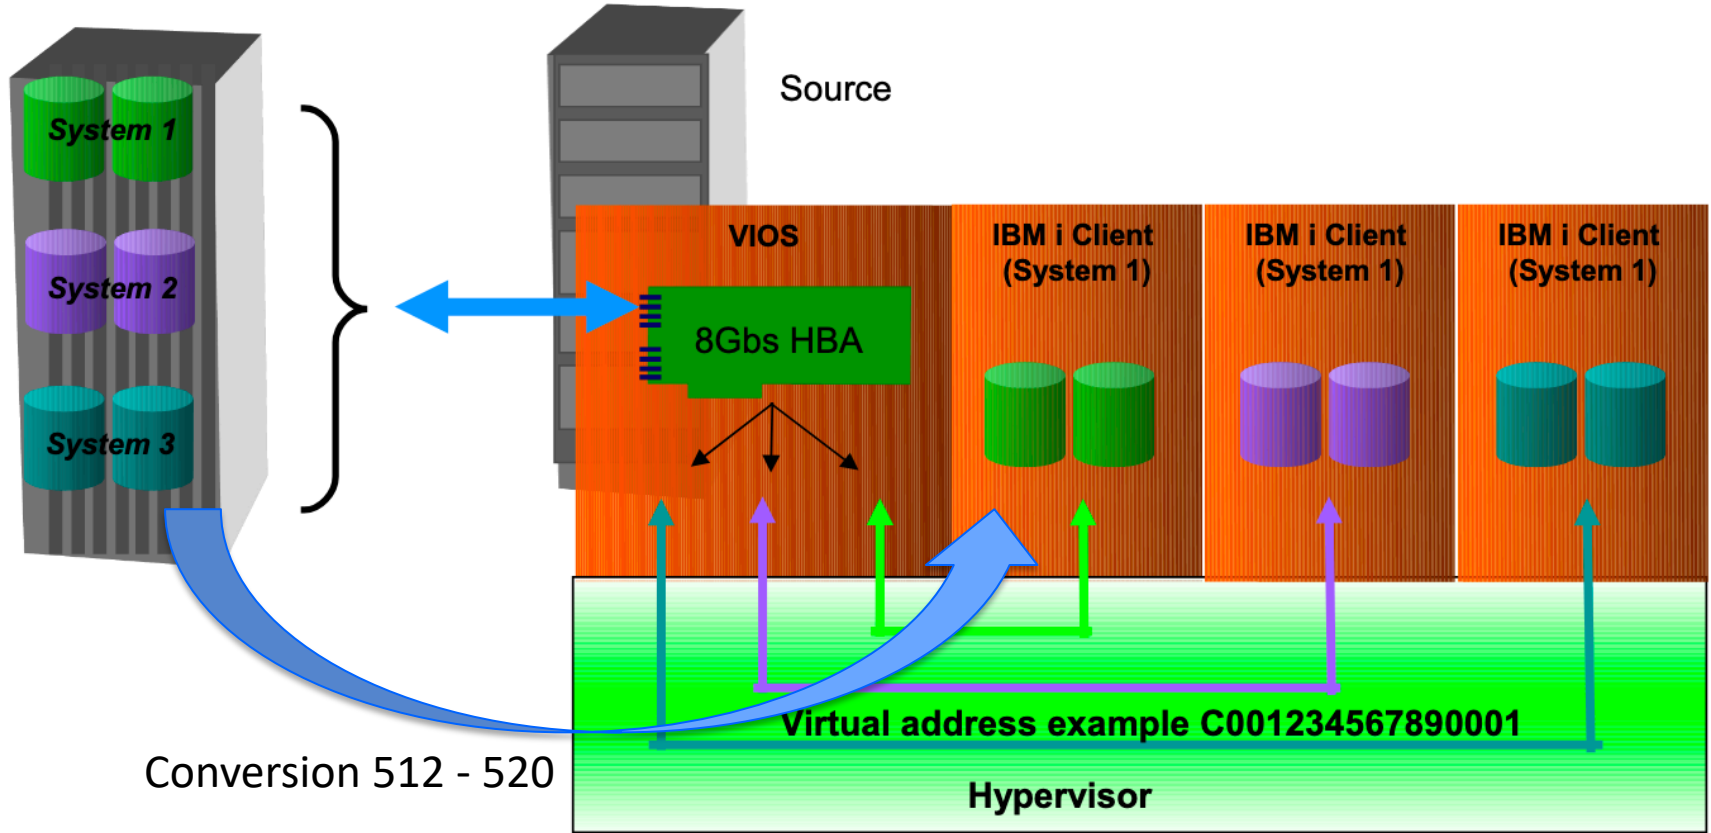 Source
System 1
System 2
System 3
VIOS
8Gbs HBA
IBM i Client
(System 1)
IBM i Client
(System 1)
IBM i Client
(System 1)
Virtual address example C001234567890001
Conversion 512 - 520
Hypervisor